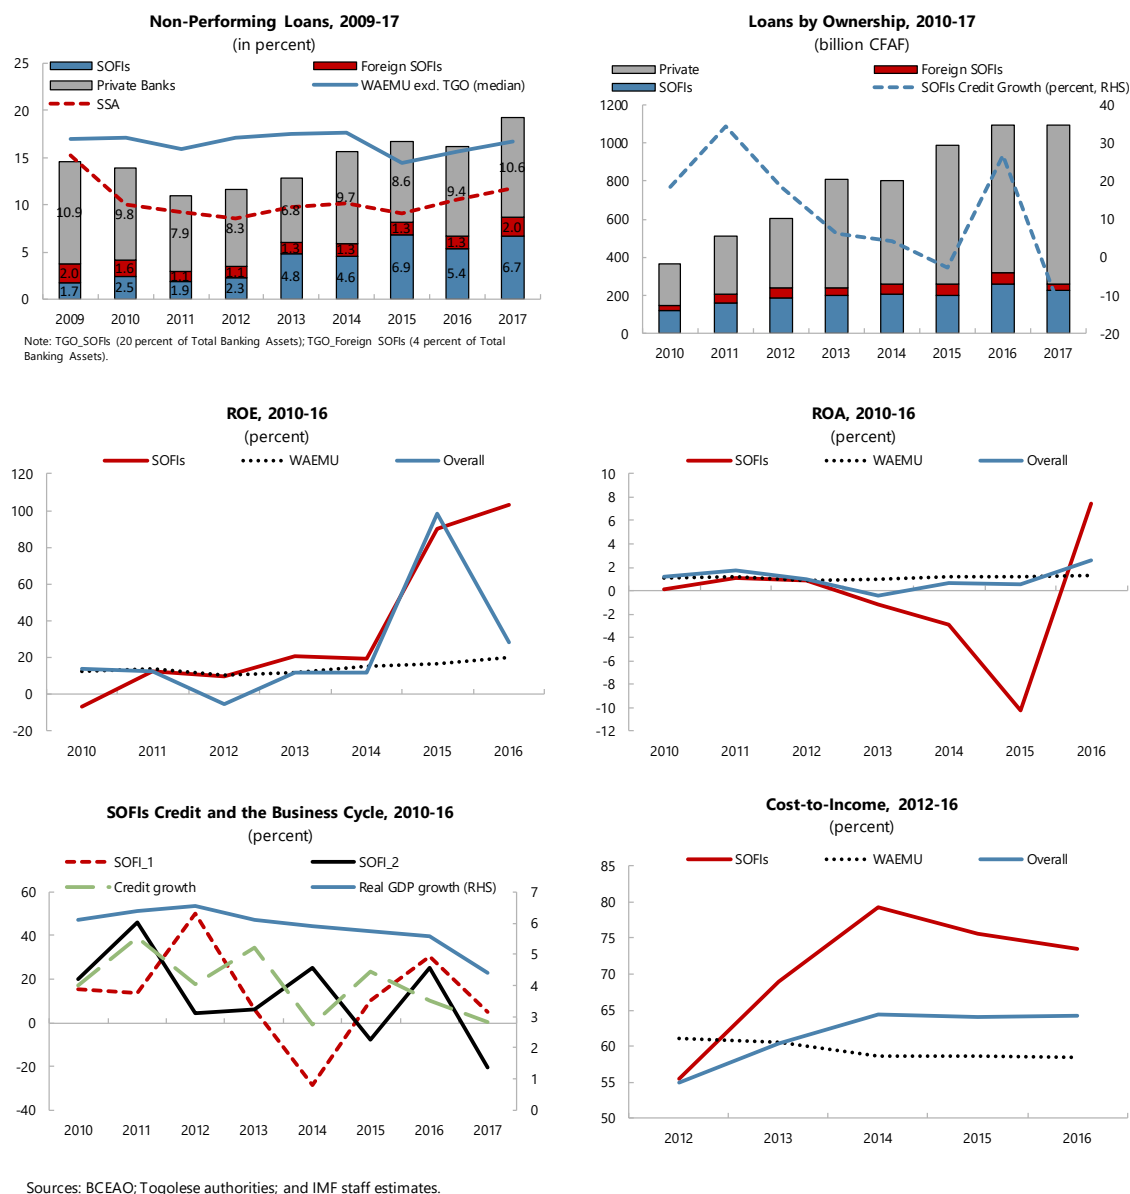 Non-Performing Loans, 2009-17
(in percent)
SOFIs
Foreign SOFIs
Private Banks
WAEMU excl. TGO (median)
SSA
25
20
15
10
5
0
10.9
9.8
7.9
8.3
6.8
9.7
8.6
9.4
10.6
2.0
1.6
1.1
1.1
1.3
1.3
1.3
1.3
2.0
1.7
2.5
1.9
2.3
4.8
4.6
6.9
5.4
6.7
2009 2010 2011 2012 2013 2014 2015 2016 2017
Note: TGO_SOFIs (20 percent of Total Banking Assets); TGO_Foreign SOFIs (4 percent of Total
Banking Assets).
Loans by Ownership, 2010-17
(billion CFAF)
Private
Foreign SOFIs
SOFIs
SOFIs Credit Growth (percent, RHS)
1200
1000
800
600
400
200
0
40
30
20
10
0
-10
-20
2010 2011 2012 2013 2014 2015 2016 2017
ROE, 2010-16
(percent)
SOFIs WAEMU Overall
120
100
80
60
40
20
0
-20
2010 2011 2012 2013 2014 2015 2016
ROA, 2010-16
(percent)
SOFIs WAEMU Overall
10
8
6
4
2
0
-2
-4
-6
-8
-10
-12
2010 2011 2012 2013 2014 2015 2016
SOFIs Credit and the Business Cycle, 2010-16
(percent)
SOFI_1
SOFI_2
Credit growth
Real GDP growth (RHS)
60
40
20
0
-20
-40
7
6
5
4
3
2
1
0
2010 2011 2012 2013 2014 2015 2016 2017
Cost-to-Income, 2012-16
(percent)
SOFIs WAEMU Overall
85
80
75
70
65
60
55
50
2012 2013 2014 2015 2016
Sources: BCEAO; Togolese authorities; and IMF staff estimates.